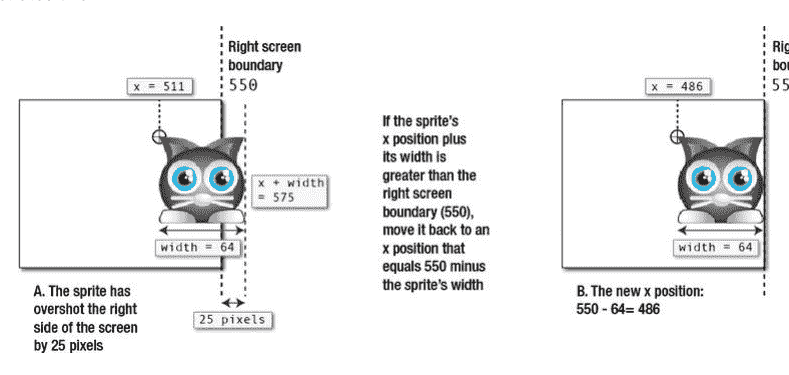 Right screen
boundary
550
x = 511
x + width
= 575
width = 64
25 pixels
A. The sprite has
overshot the right
side of the screen
by 25 pixels
If the sprite's
x position plus
its width is
greater than the
right screen
boundary (550),
move it back to an
x position that
equals 550 minus
the sprite's width
x = 486
width = 64
B. The new x position:
550 - 64= 486